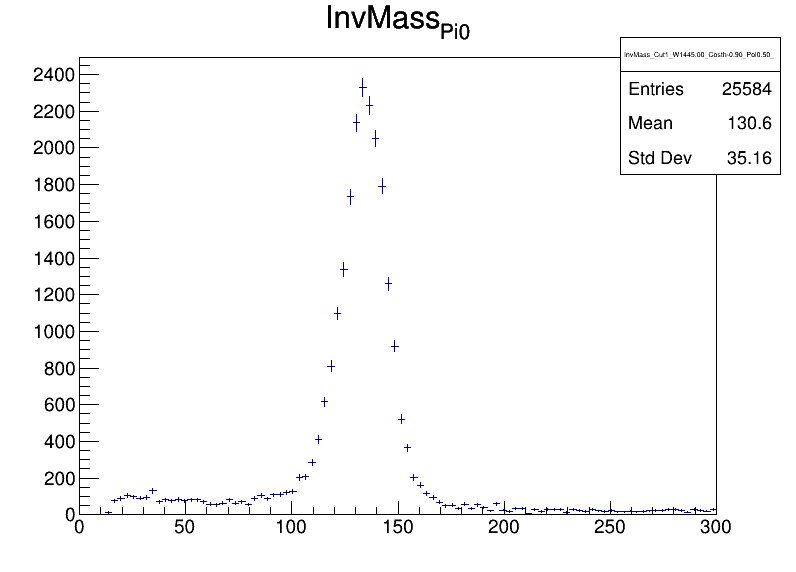 InvMassPi0
InvMass_Cut1_W1445.00_Costh-0.90_Pol0.50_
Entries 25584
Mean 130.6
Std Dev 35.16
2400
2200
2000
1800
1600
1400
1200
1000
800
600
400
200
0
0 50 100 150 200 250 300